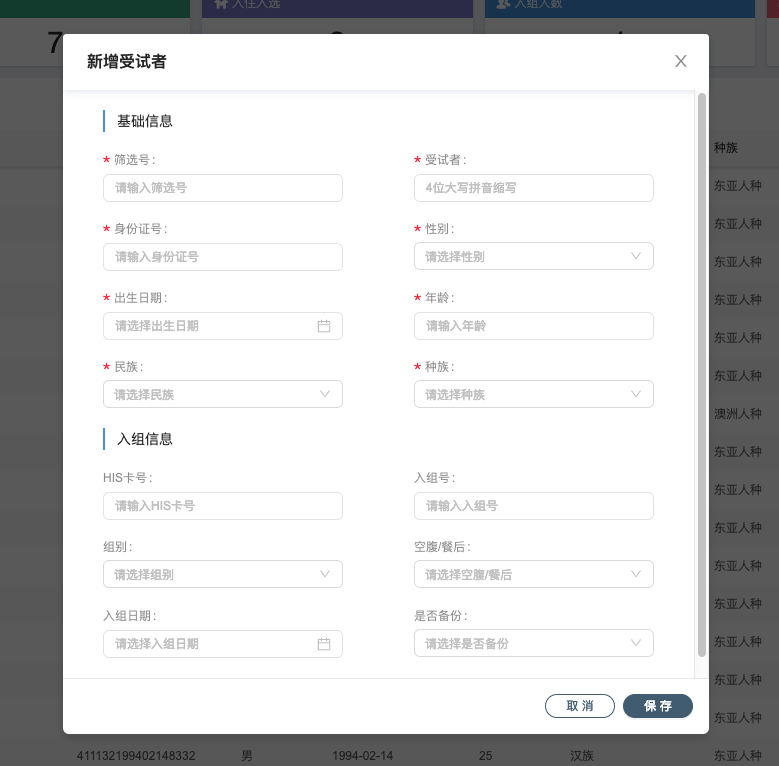 入住人选
入组人数
7
新增受试者
基础信息
* 筛选号:
* 受试者:
请输入筛选号
4位大写拼音缩写
* 身份证号:
* 性别:
请输入身份证号
请选择性别
* 出生日期:
* 年龄:
请选择出生日期
请输入年龄
* 民族:
* 种族:
请选择民族
请选择种族
入组信息
HIS卡号:
入组号:
请输入HIS卡号
请输入入组号
组别:
空腹/餐后:
请选择组别
请选择空腹/餐后
入组日期:
是否备份:
请选择入组日期
请选择是否备份
取 消
保 存
种族
东亚人种
东亚人种
东亚人种
东亚人种
东亚人种
东亚人种
澳洲人种
东亚人种
东亚人种
东亚人种
东亚人种
东亚人种
东亚人种
东亚人种
东亚人种
411132199402148332 男 1994-02-14 25 汉族 东亚人种